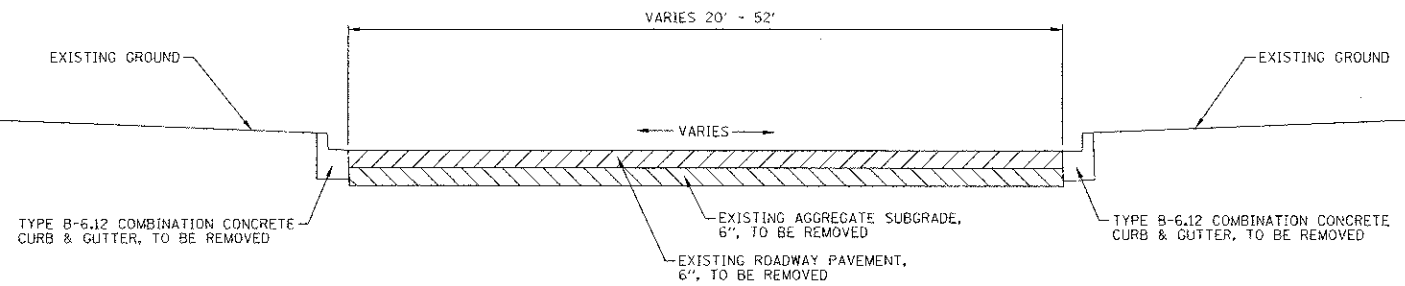 VARIES 20' - 52'
EXISTING GROUND
EXISTING GROUND
VARIES
TYPE B-6.12 COMBINATION CONCRETE
CURB & GUTTER, TO BE REMOVED
EXISTING AGGREGATE SUBGRADE,
6", TO BE REMOVED
TYPE B-6.12 COMBINATION CONCRETE
CURB & GUTTER, TO BE REMOVED
EXISTING ROADWAY PAVEMENT,
6", TO BE REMOVED